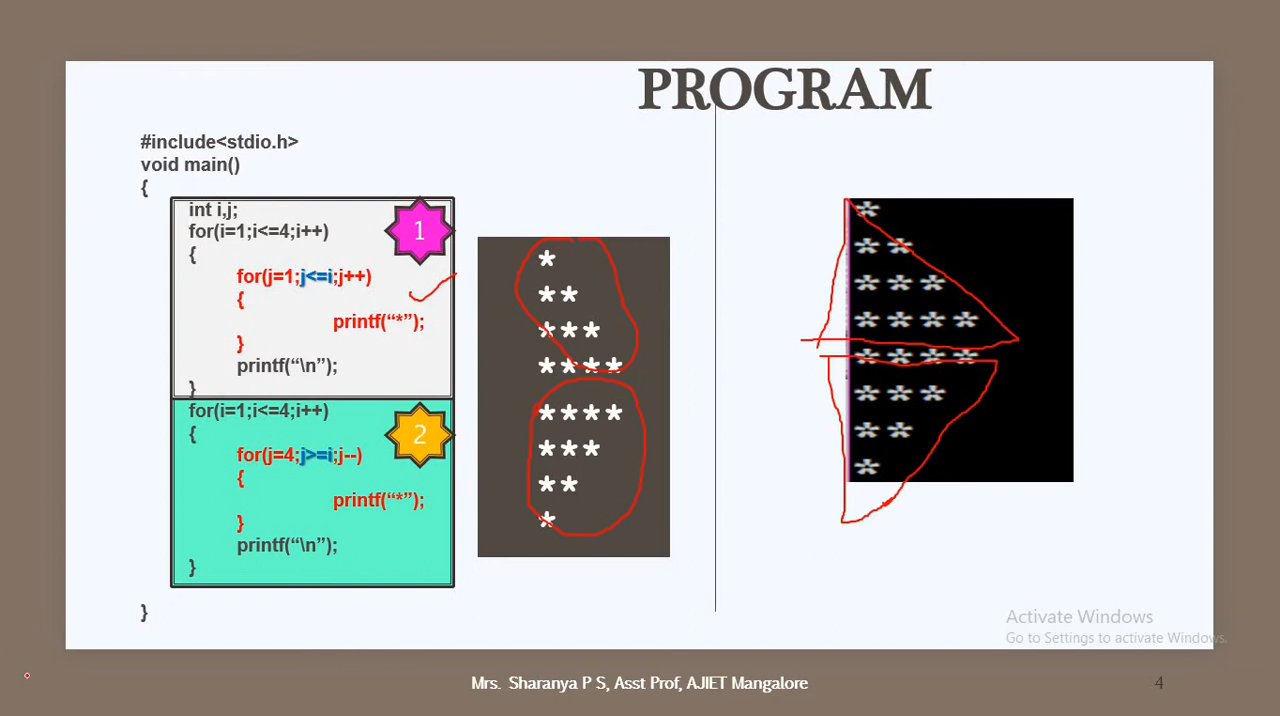 PROGRAM
#include<stdio.h>
void main()
{
int i,j;
for(i=1;i<=4;i++)
{
for(j=1;j<=i;j++)
{
printf(“*”);
}
printf(“\n”);
}
1
for(i=1;i<=4;i++)
{
for(j=4;j>=i;j--)
{
printf(“*”);
}
printf(“\n”);
}
2
}
*
**
***
****
****
***
**
*
*
* *
* * *
* * * *
* * * *
* * *
* *
*
Activate Windows
Go to Settings to activate Windows.
Mrs. Sharanya P S, Asst Prof, AJIET Mangalore
4